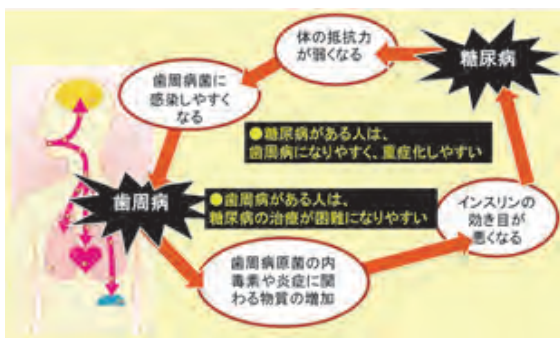 体の抵抗力
が弱くなる
糖尿病
歯周病菌に
感染しやすく
なる
●糖尿病がある人は、
歯周病になりやすく、重症化しやすい
歯周病
●歯周病がある人は、
糖尿病の治療が困難になりやすい
インスリンの
効き目が
悪くなる
歯周病原菌の内
毒素や炎症に関
わる物質の増加